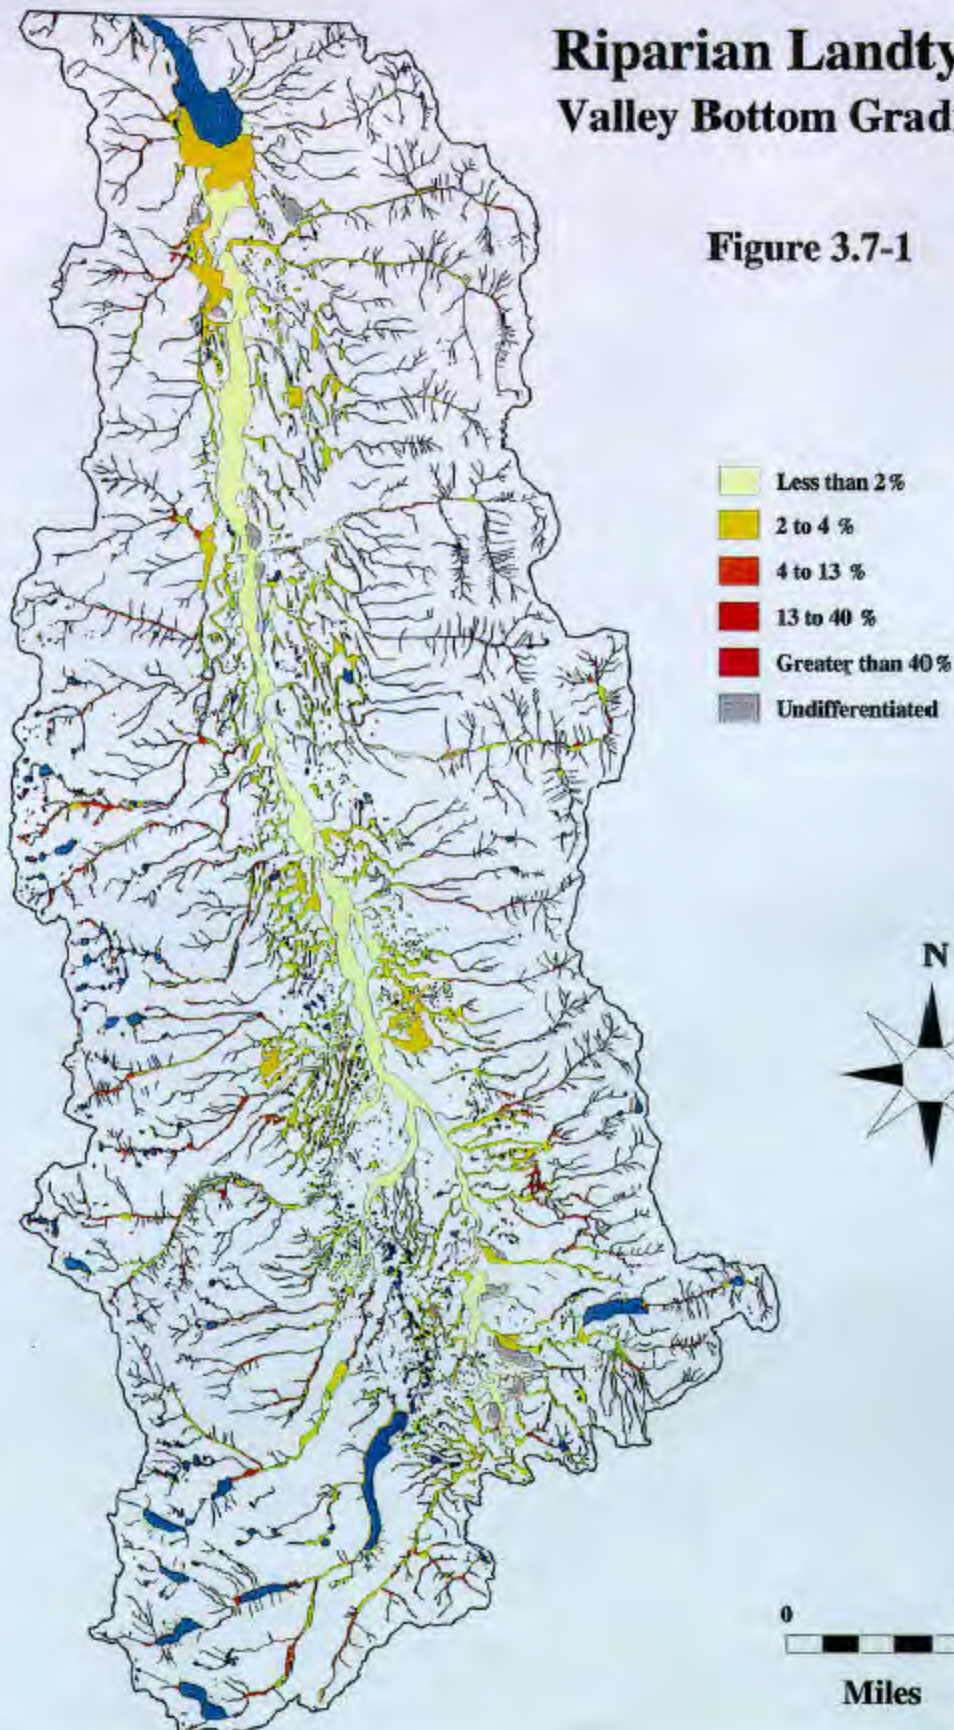 Riparian Landty
Valley Bottom Grad
Figure 3.7-1
Less than 2%
2 to 4 %
4 to 13 %
13 to 40 %
Greater than 40%
Undifferentiated
N
0
Miles